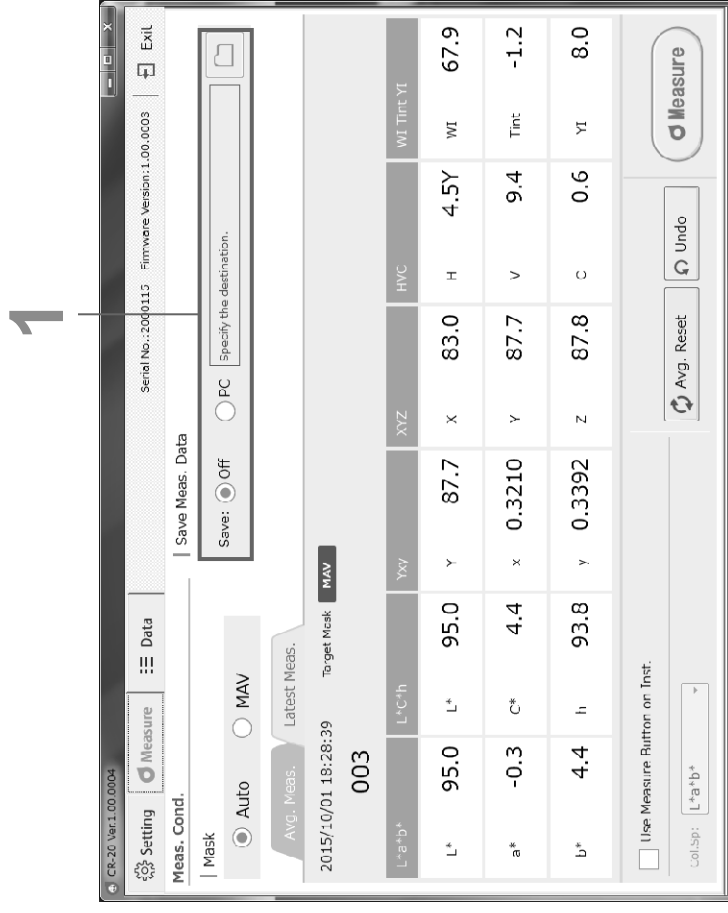 1
CR-20 Ver.1.00.0004
Setting Measure Data Serial No.: 2000115 Firmware Version:1.00.0003 Exit
Meas. Cond.
Mask
Auto MAV
Save Meas. Data
Save: Off PC Specify the destination.
Avg. Meas. Latest Meas.
2015/10/01 18:28:39 Target Mask MAV
003
L*a*b* L*C*h Yxy XYZ HVC WI Tint YI
L* 95.0 L* 95.0 Y 87.7 X 83.0 H 4.5Y WI 67.9
a* -0.3 C* 4.4 x 0.3210 Y 87.7 V 9.4 Tint -1.2
b* 4.4 h 93.8 y 0.3392 Z 87.8 C 0.6 YI 8.0
Use Measure Button on Inst.
Col.Sp: L*a*b*
Avg. Reset Undo Measure